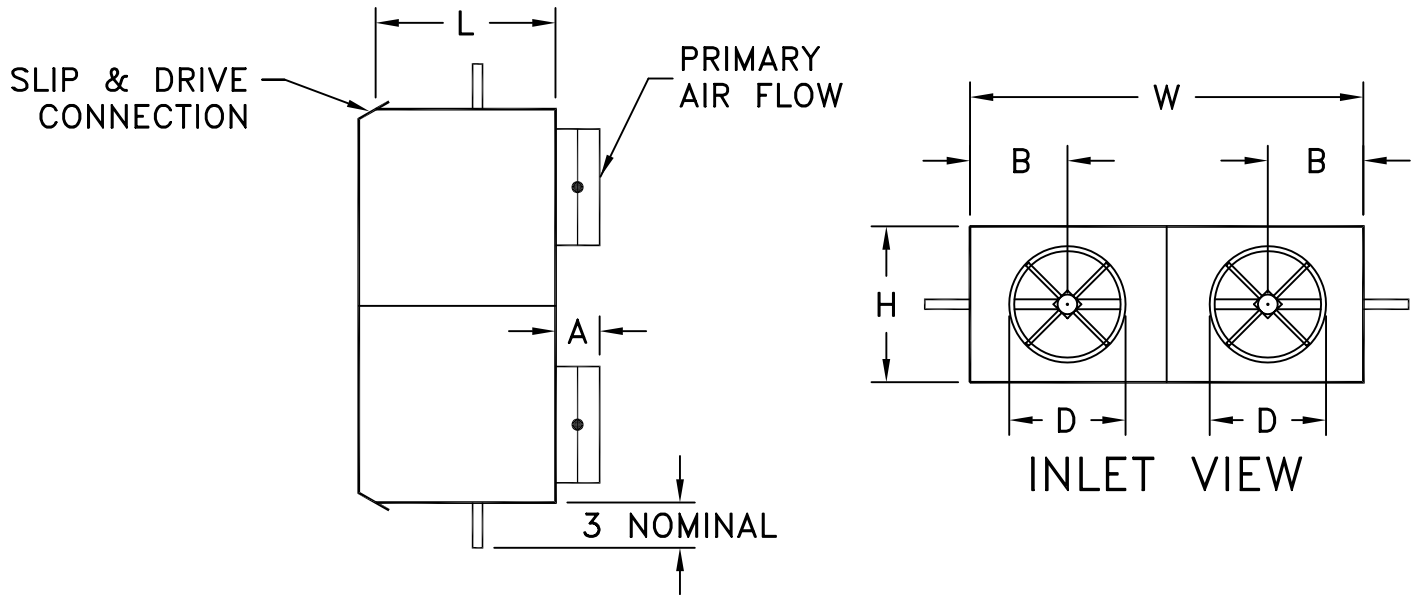 L
SLIP & DRIVE
CONNECTION
PRIMARY
AIR FLOW
A
3 NOMINAL
W
B
B
H
D
D
INLET VIEW